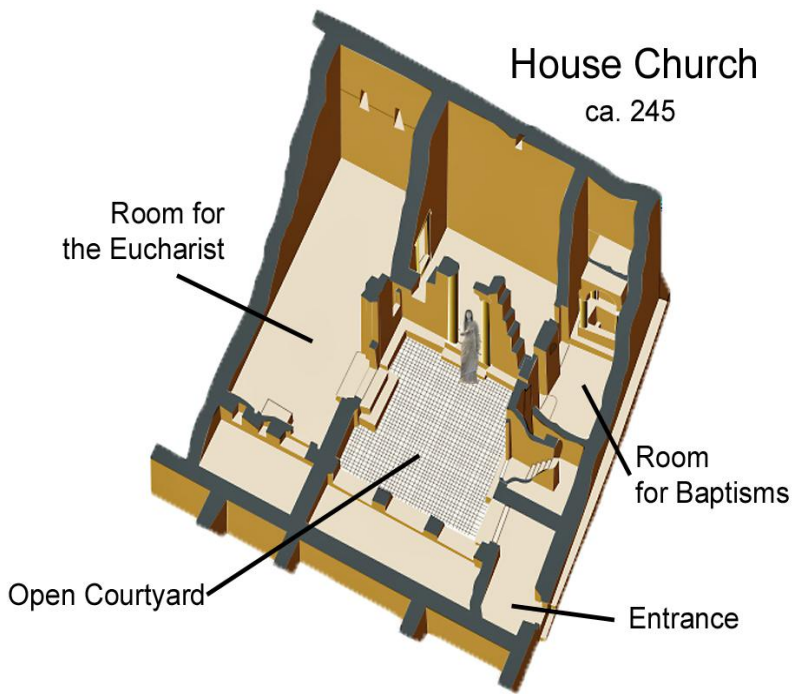 House Church
ca. 245
Room for
the Eucharist
Room
for Baptisms
Open Courtyard
Entrance